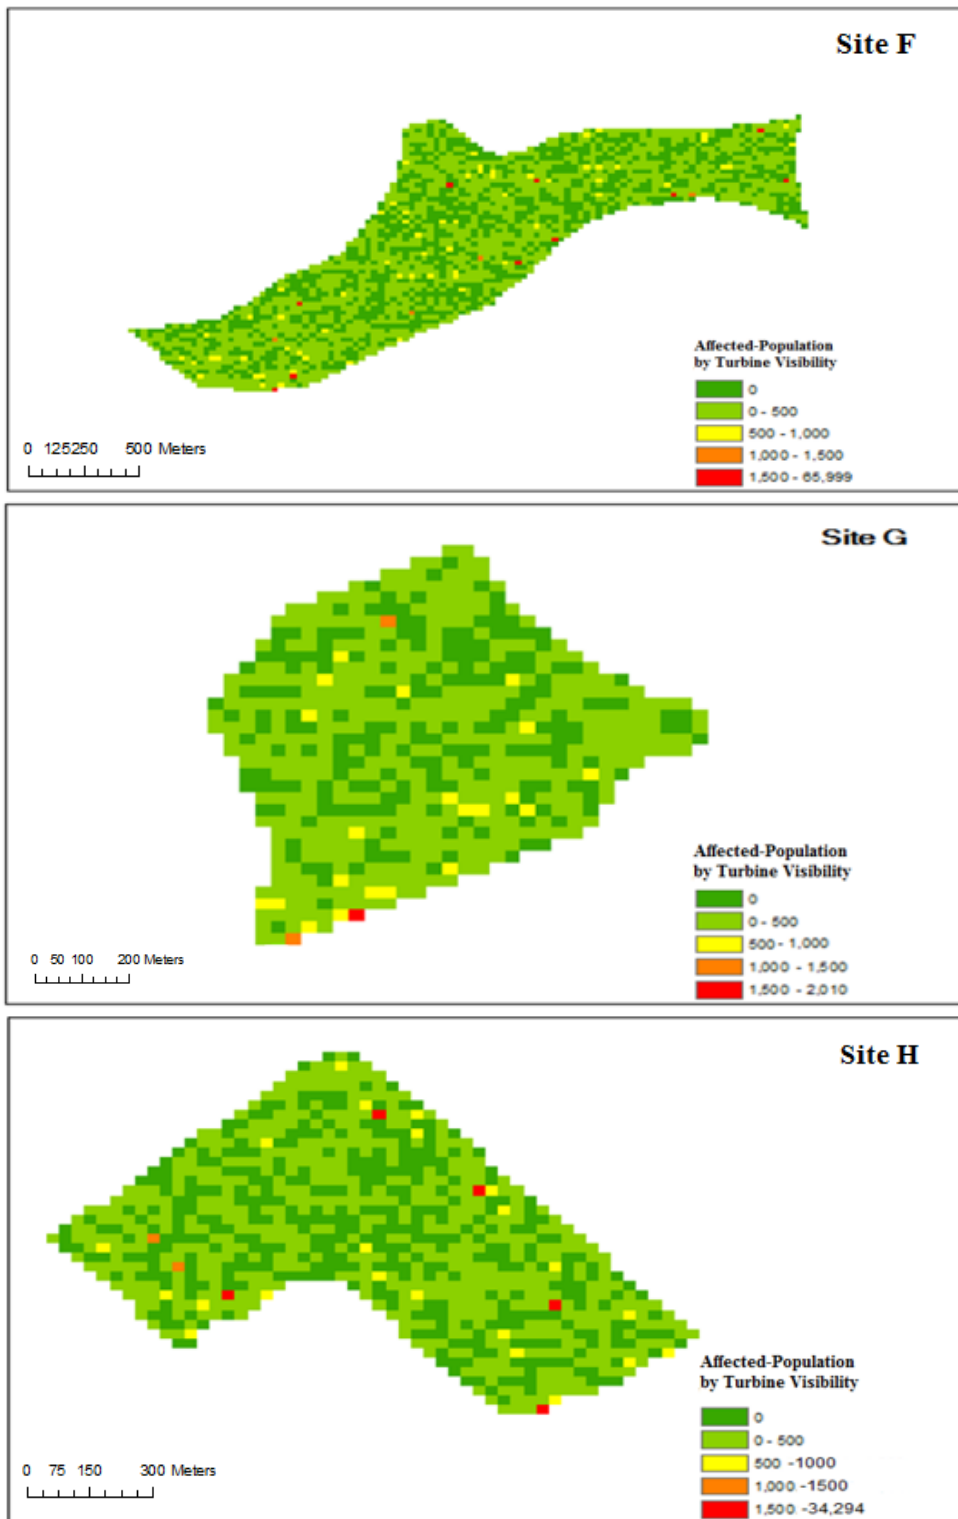 Site F
Affected-Population
by Turbine Visibility
0
0 - 500
500 - 1,000
1,000 - 1,500
1,500 - 65,999
0 125250 500 Meters
Site G
Affected-Population
by Turbine Visibility
0
0 - 500
500 - 1,000
1,000 - 1,500
1,500 - 2,010
0 50 100 200 Meters
Site H
Affected-Population
by Turbine Visibility
0
0 - 500
500 -1000
1,000 -1500
1,500 -34,294
0 75 150 300 Meters